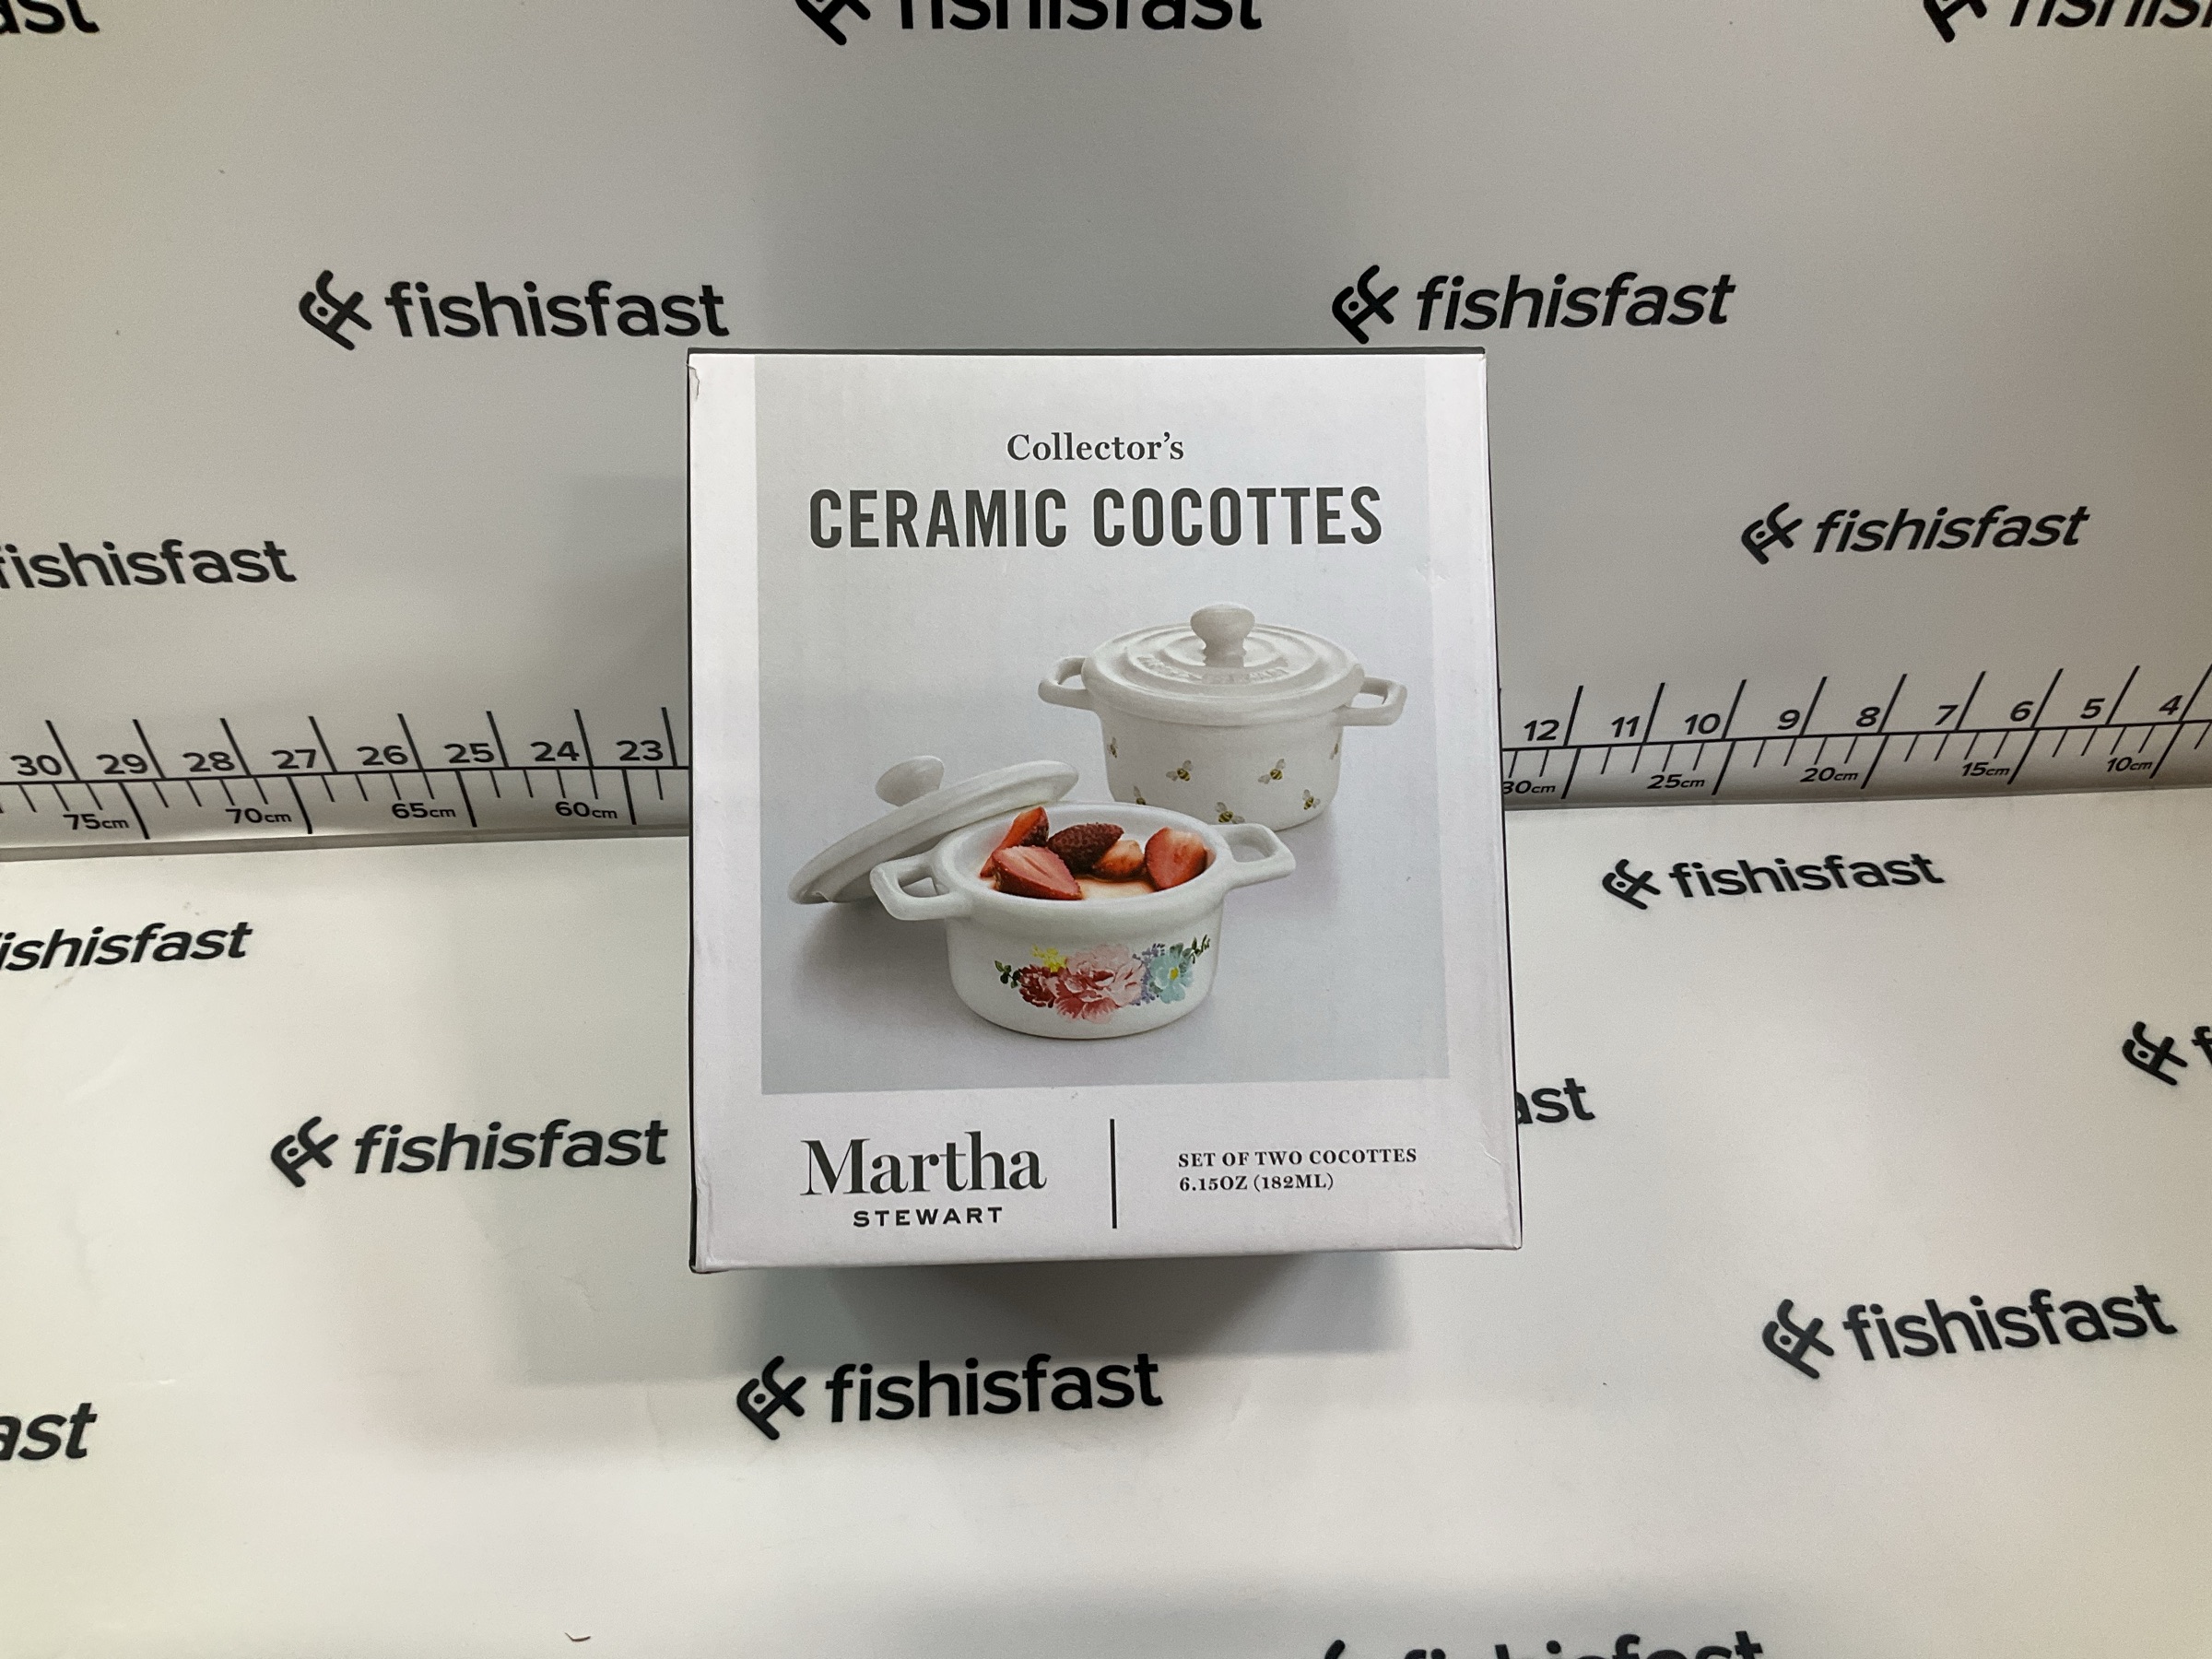 fishisfast
fishisfast
fishisfast
fishisfast
fishisfast
Collector's
CERAMIC COCOTTES
30 29 28 27 26 25 24 23
12 11 10 9 8 7 6 5 4
75cm 70cm 65cm 60cm
30cm 25cm 20cm 15cm 10cm
fishisfast
fishisfast
fishisfast
Martha
STEWART
SET OF TWO COCOTTES
6.15OZ (182ML)
fishisfast
fishisfast